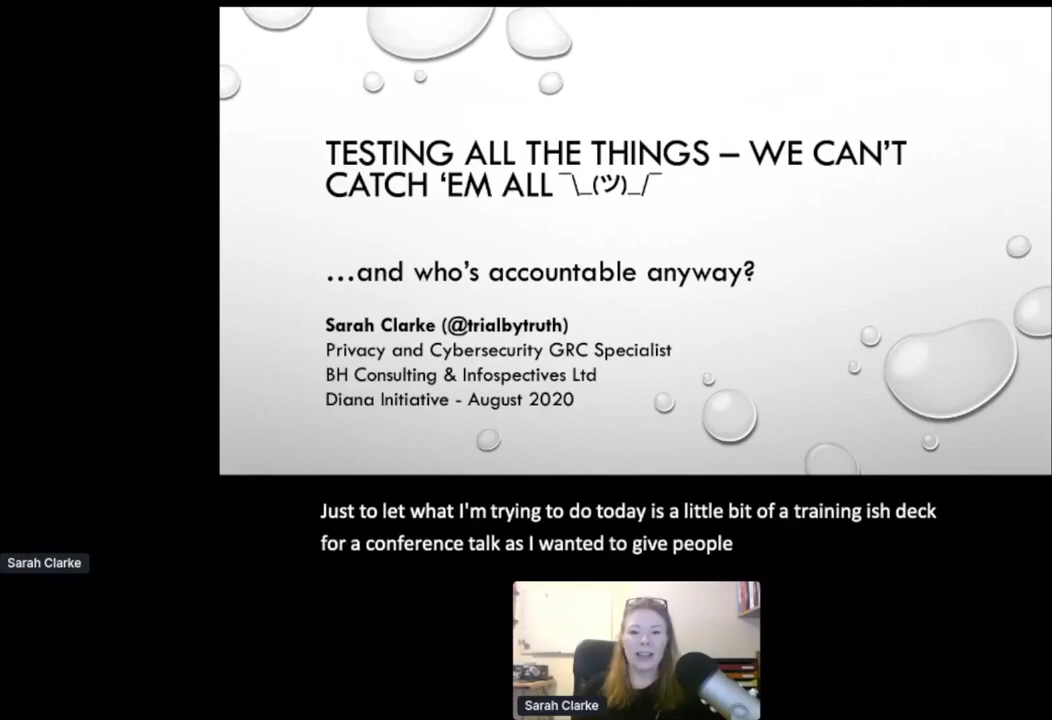 TESTING ALL THE THINGS – WE CAN'T
CATCH 'EM ALL ¯\_(ツ)_/¯
...and who's accountable anyway?
Sarah Clarke (@trialbytruth)
Privacy and Cybersecurity GRC Specialist
BH Consulting & Infospectives Ltd
Diana Initiative - August 2020
Just to let what I'm trying to do today is a little bit of a training ish deck
for a conference talk as I wanted to give people
Sarah Clarke
Sarah Clarke